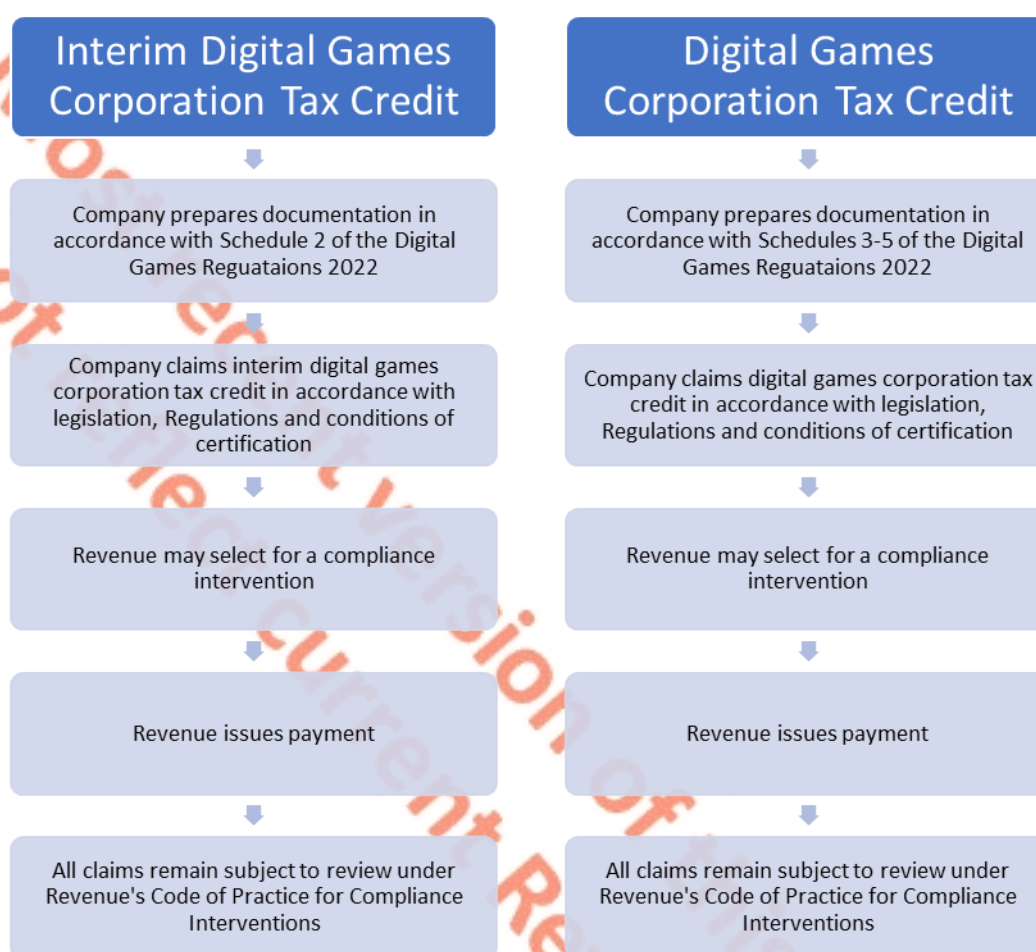 Interim Digital Games
Corporation Tax Credit
Company prepares documentation in
accordance with Schedule 2 of the Digital
Games Reguataions 2022
Company claims interim digital games
corporation tax credit in accordance with
legislation, Regulations and conditions of
certification
Revenue may select for a compliance
intervention
Revenue issues payment
All claims remain subject to review under
Revenue's Code of Practice for Compliance
Interventions
Digital Games
Corporation Tax Credit
Company prepares documentation in
accordance with Schedules 3-5 of the Digital
Games Reguataions 2022
Company claims digital games corporation tax
credit in accordance with legislation,
Regulations and conditions of certification
Revenue may select for a compliance
intervention
Revenue issues payment
All claims remain subject to review under
Revenue's Code of Practice for Compliance
Interventions
most recent version of
reflect current